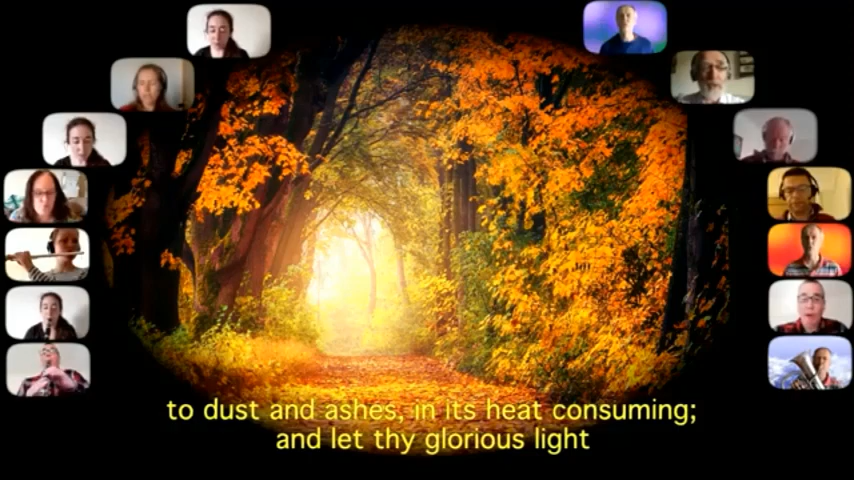 to dust and ashes, in its heat consuming;
and let thy glorious light